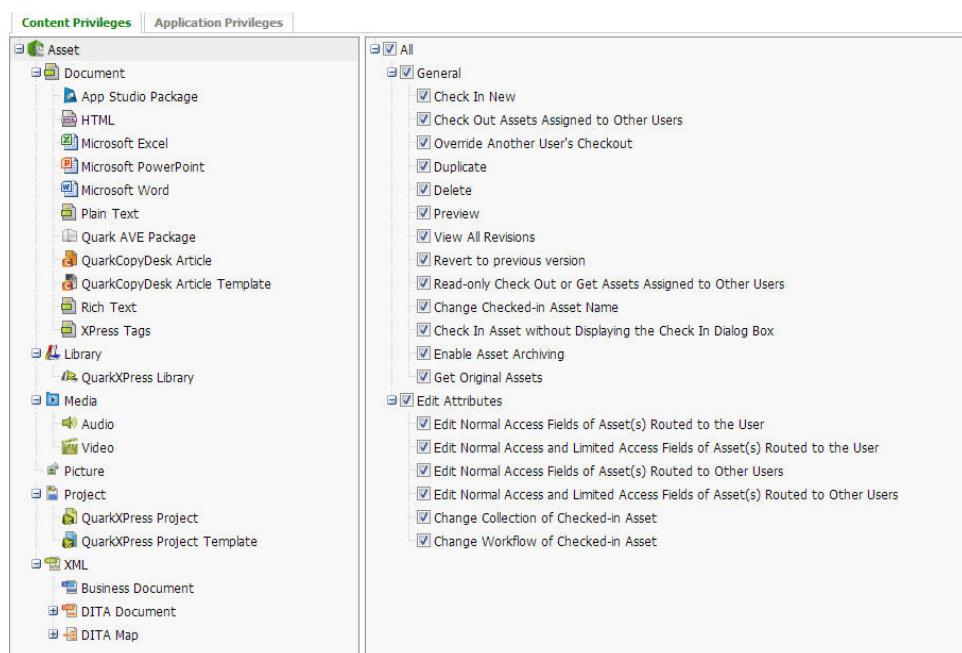 Content Privileges
Application Privileges
Asset
Document
App Studio Package
HTML
Microsoft Excel
Microsoft PowerPoint
Microsoft Word
Plain Text
Quark AVE Package
QuarkCopyDesk Article
QuarkCopyDesk Article Template
Rich Text
XPress Tags
Library
QuarkXPress Library
Media
Audio
Video
Picture
Project
QuarkXPress Project
QuarkXPress Project Template
XML
Business Document
DITA Document
DITA Map
All
General
Check In New
Check Out Assets Assigned to Other Users
Override Another User's Checkout
Duplicate
Delete
Preview
View All Revisions
Revert to previous version
Read-only Check Out or Get Assets Assigned to Other Users
Change Checked-in Asset Name
Check In Asset without Displaying the Check In Dialog Box
Enable Asset Archiving
Get Original Assets
Edit Attributes
Edit Normal Access Fields of Asset(s) Routed to the User
Edit Normal Access and Limited Access Fields of Asset(s) Routed to the User
Edit Normal Access Fields of Asset(s) Routed to Other Users
Edit Normal Access and Limited Access Fields of Asset(s) Routed to Other Users
Change Collection of Checked-in Asset
Change Workflow of Checked-in Asset